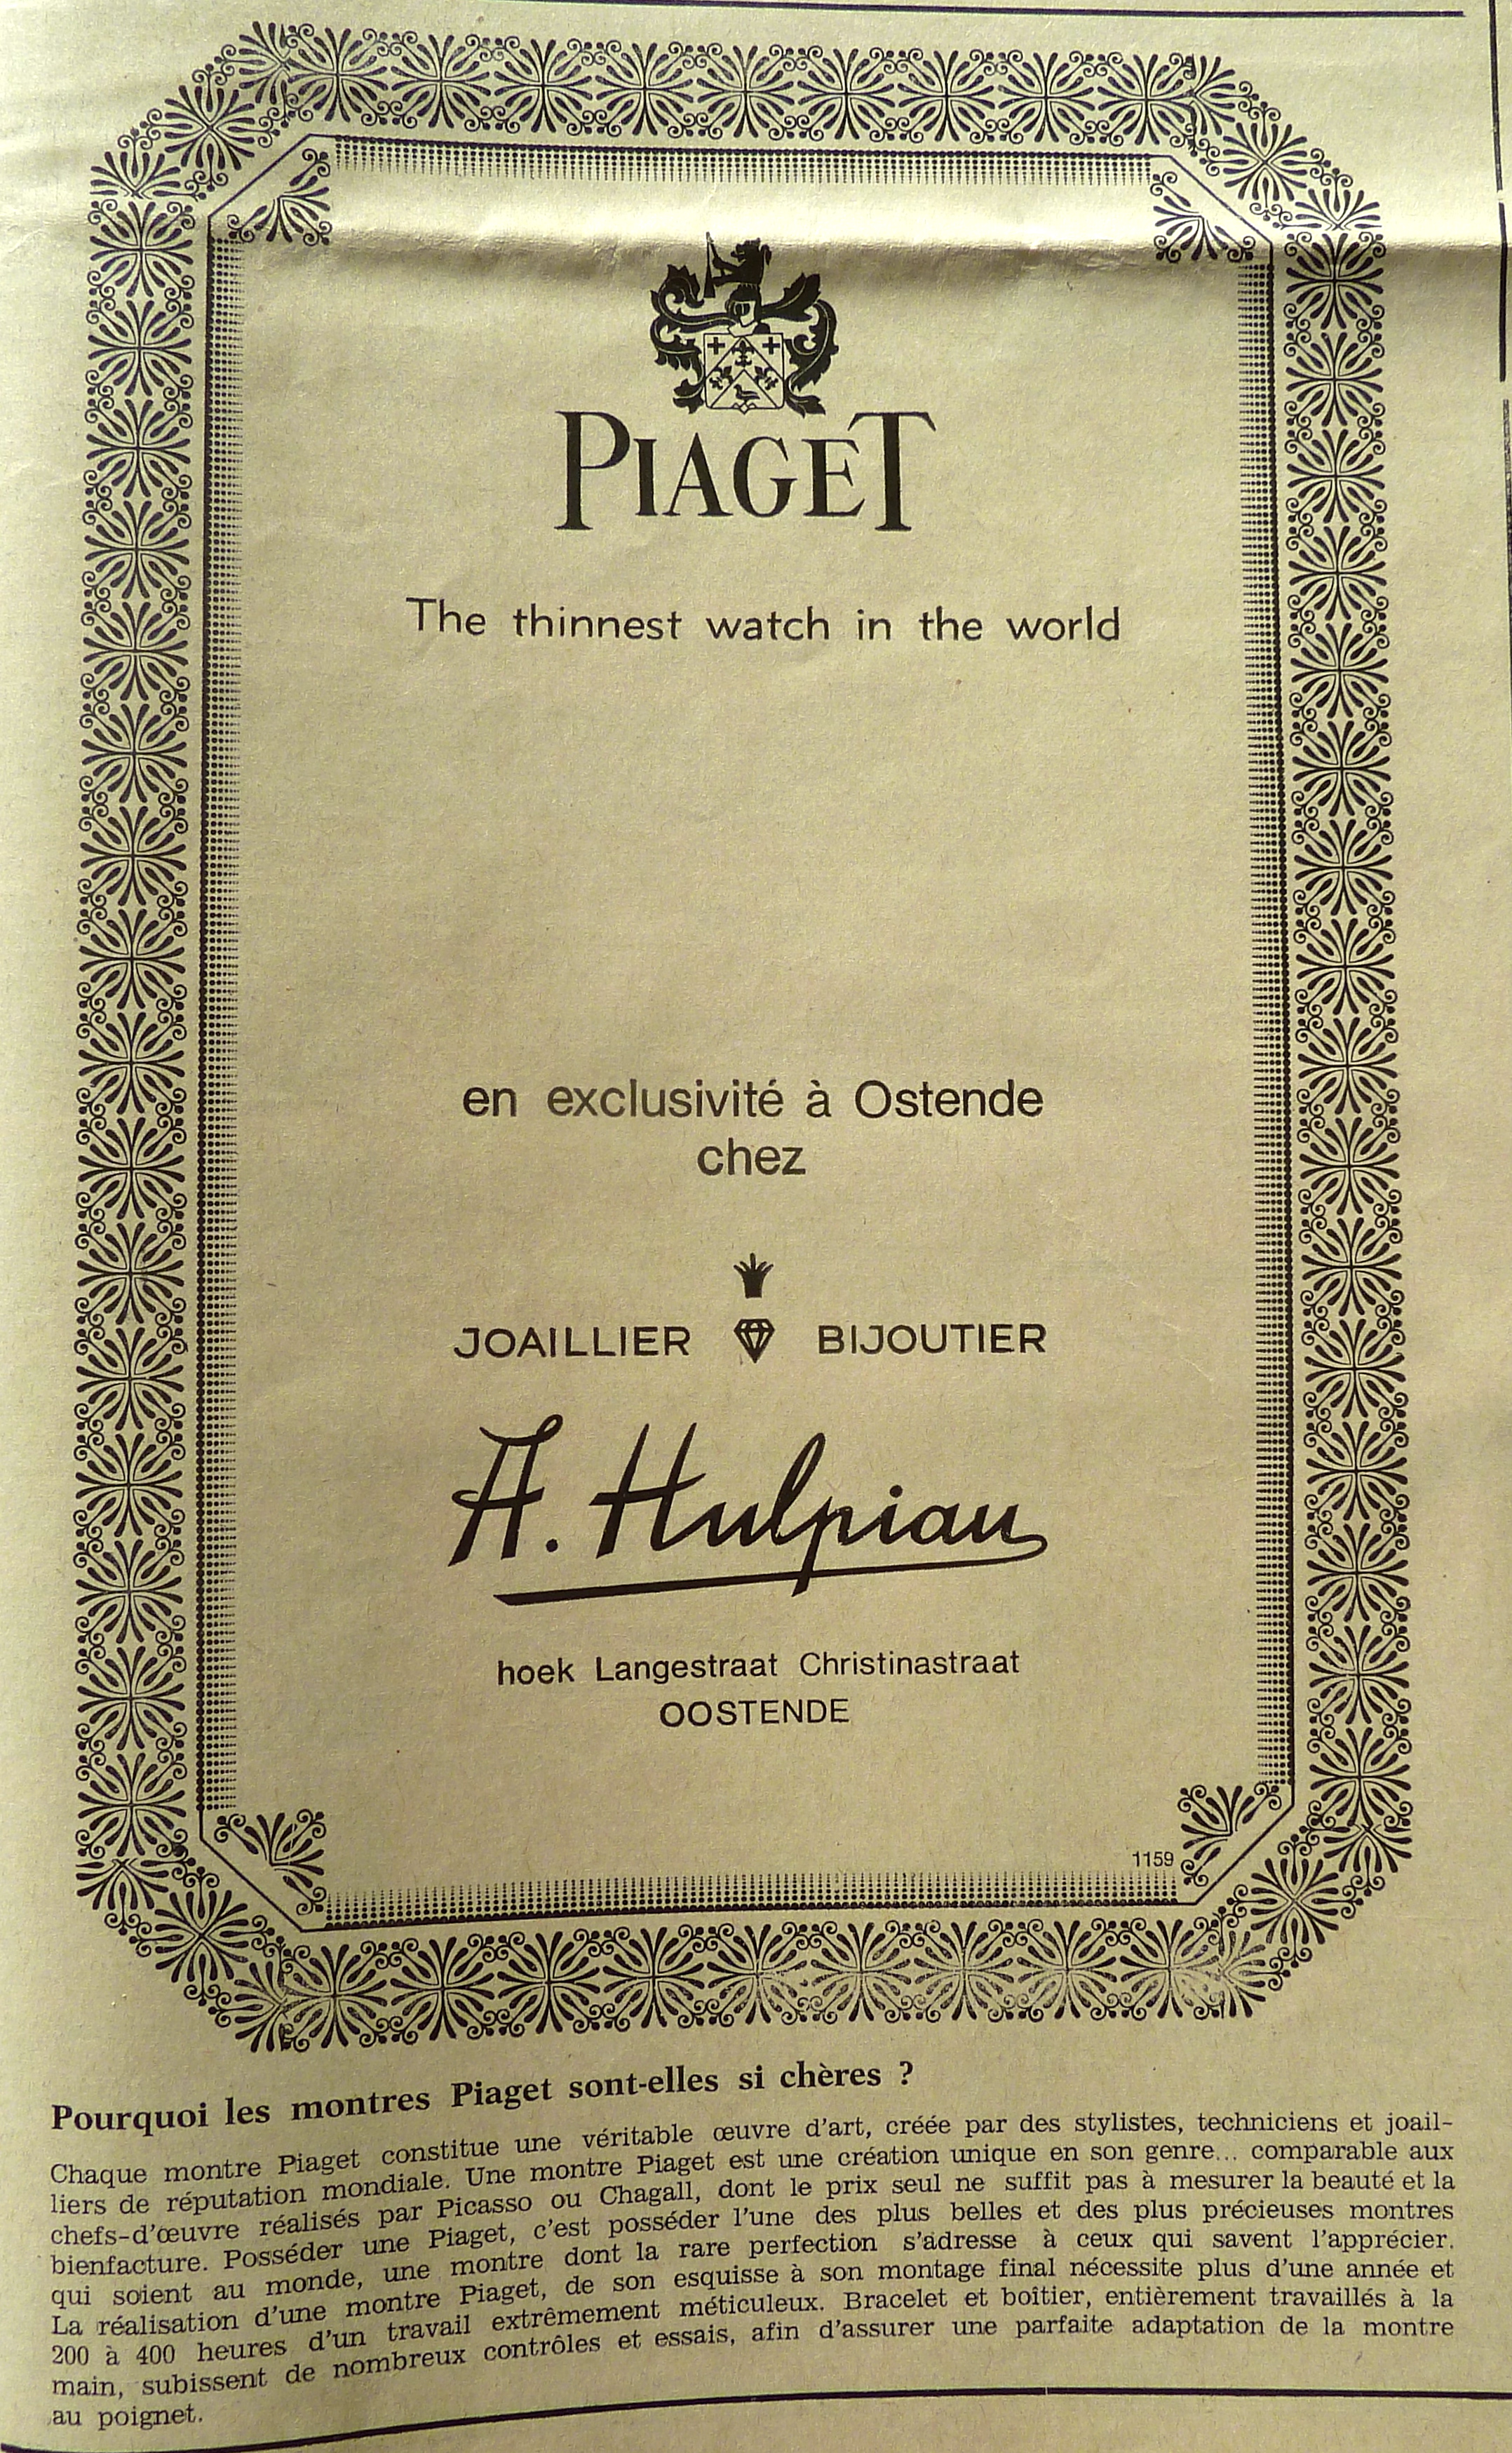 PIAGET
The thinnest watch in the world
en exclusivité à Ostende
chez
JOAILLIER BIJOUTIER
A. Hulpiau
hoek Langestraat Christinastraat
OOSTENDE
1159
Pourquoi les montres Piaget sont-elles si chères ?
Chaque montre Piaget constitue une véritable œuvre d'art, créée par des stylistes, techniciens et joail-
liers de réputation mondiale. Une montre Piaget est une création unique en son genre... comparable aux
chefs-d'œuvre réalisés par Picasso ou Chagall, dont le prix seul ne suffit pas à mesurer la beauté et la
bienfacture. Posséder une Piaget, c'est posséder l'une des plus belles et des plus précieuses montres
qui soient au monde, une montre dont la rare perfection s'adresse à ceux qui savent l'apprécier.
La réalisation d'une montre Piaget, de son esquisse à son montage final nécessite plus d'une année et
200 à 400 heures d'un travail extrêmement méticuleux. Bracelet et boîtier, entièrement travaillés à la
main, subissent de nombreux contrôles et essais, afin d'assurer une parfaite adaptation de la montre
au poignet.